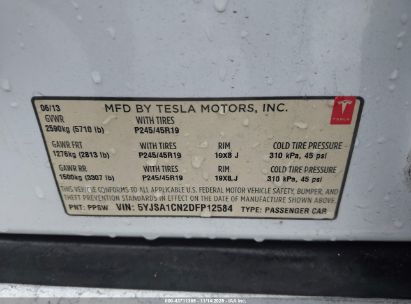 06/13 MFD BY TESLA MOTORS, INC.
GVWR WITH TIRES
2590kg (5710 lb) P245/45R19
TESLA
GAWR FRT WITH TIRES RIM COLD TIRE PRESSURE
1276kg (2813 lb) P245/45R19 19X8 J 310 kPa, 45 psi
GAWR RR WITH TIRES RIM COLD TIRE PRESSURE
1500kg (3307 lb) P245/45R19 19X8 J 310 kPa, 45 psi
THIS VEHICLE CONFORMS TO ALL APPLICABLE U.S. FEDERAL MOTOR VEHICLE SAFETY, BUMPER, AND
THEFT PREVENTION STANDARDS IN EFFECT ON THE DATE OF MANUFACTURE SHOWN ABOVE.
PNT: PPSW VIN: 5YJSA1CN2DFP12584 TYPE: PASSENGER CAR